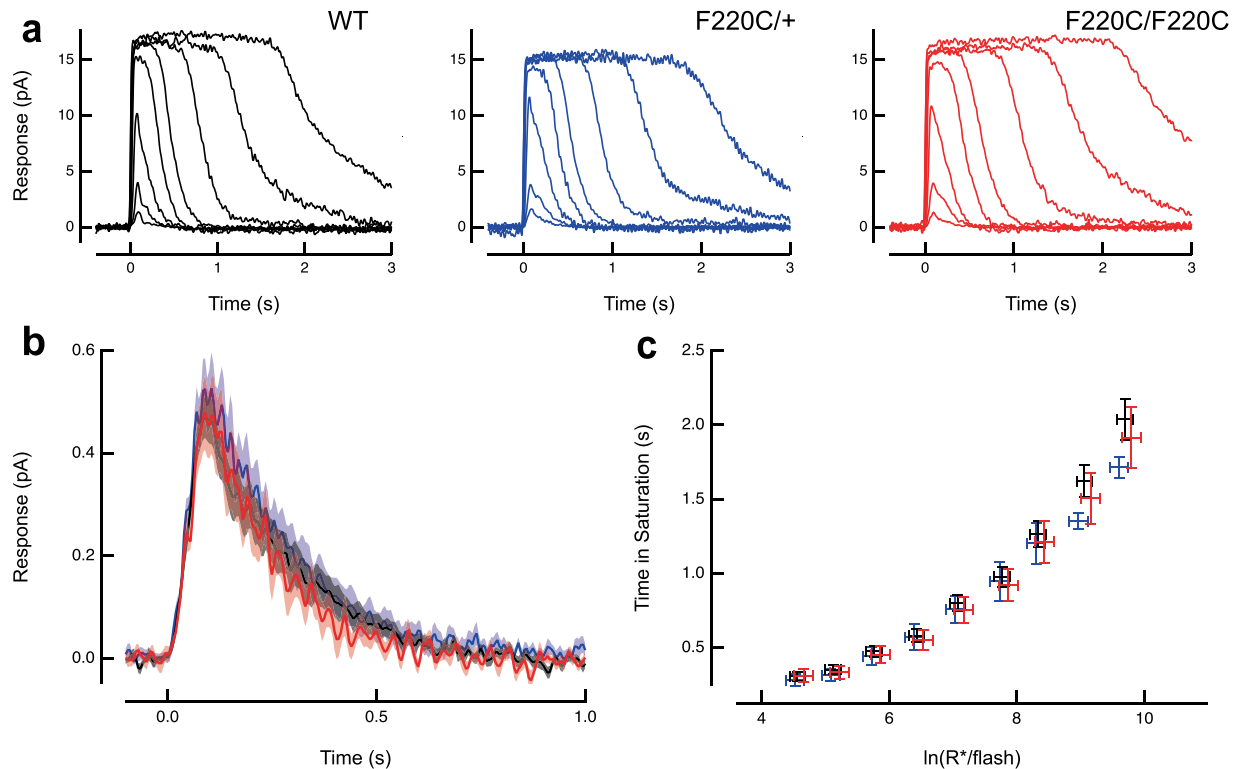 a
WT
F220C/+
F220C/F220C
Response (pA)
15
10
5
0
0
1
2
3
Time (s)
15
10
5
0
0
1
2
3
Time (s)
15
10
5
0
0
1
2
3
Time (s)
b
Response (pA)
0.6
0.4
0.2
0.0
0.0
0.5
1.0
Time (s)
c
Time in Saturation (s)
2.5
2.0
1.5
1.0
0.5
4
6
8
10
ln(R*/flash)